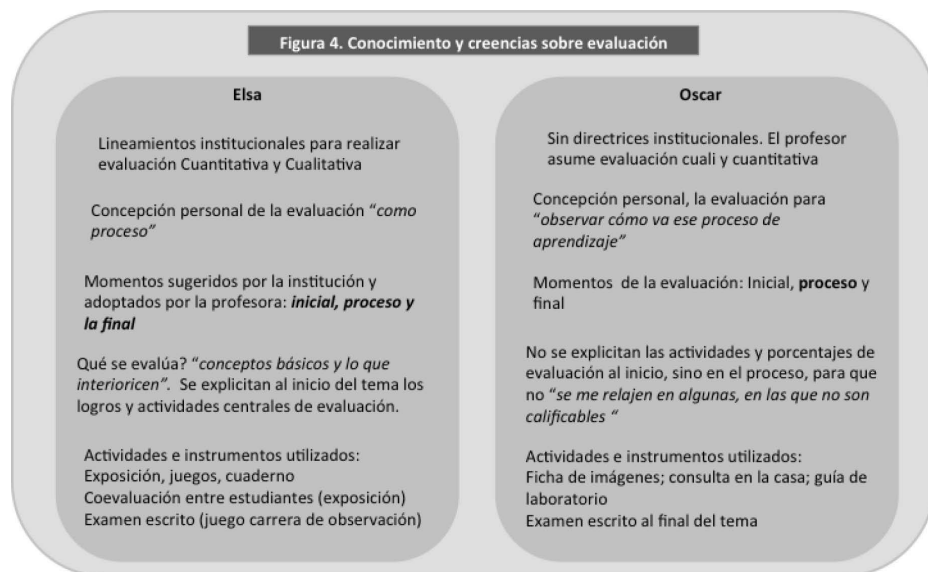 Figura 4. Conocimiento y creencias sobre evaluación
Elsa
Lineamientos institucionales para realizar
evaluación Cuantitativa y Cualitativa
Concepción personal de la evaluación “como
proceso”
Momentos sugeridos por la institución y
adoptados por la profesora: inicial, proceso y
la final
Qué se evalúa? “conceptos básicos y lo que
interioricen”. Se explicitan al inicio del tema los
logros y actividades centrales de evaluación.
Actividades e instrumentos utilizados:
Exposición, juegos, cuaderno
Coevaluación entre estudiantes (exposición)
Examen escrito (juego carrera de observación)
Oscar
Sin directrices institucionales. El profesor
asume evaluación cuali y cuantitativa
Concepción personal, la evaluación para
“observar cómo va ese proceso de
aprendizaje”
Momentos de la evaluación: Inicial, proceso y
final
No se explicitan las actividades y porcentajes de
evaluación al inicio, sino en el proceso, para que
no “se me relajen en algunas, en las que no son
calificables “
Actividades e instrumentos utilizados:
Ficha de imágenes; consulta en la casa; guía de
laboratorio
Examen escrito al final del tema